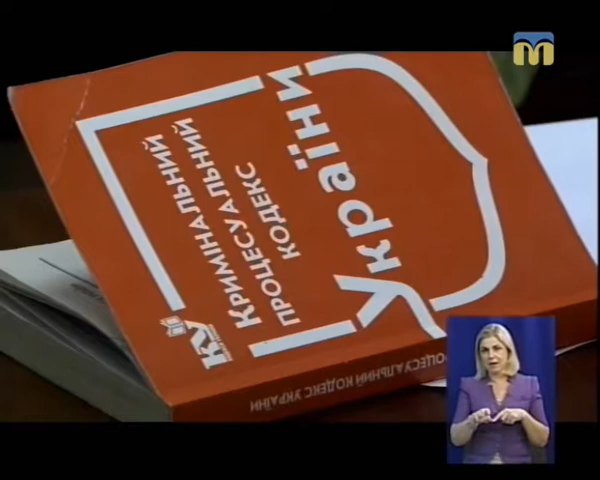 Кримінальний
процесуальний
кодекс
України
КУ
ПРОЦЕСУАЛЬНИЙ КОДЕКС УКРАЇНИ